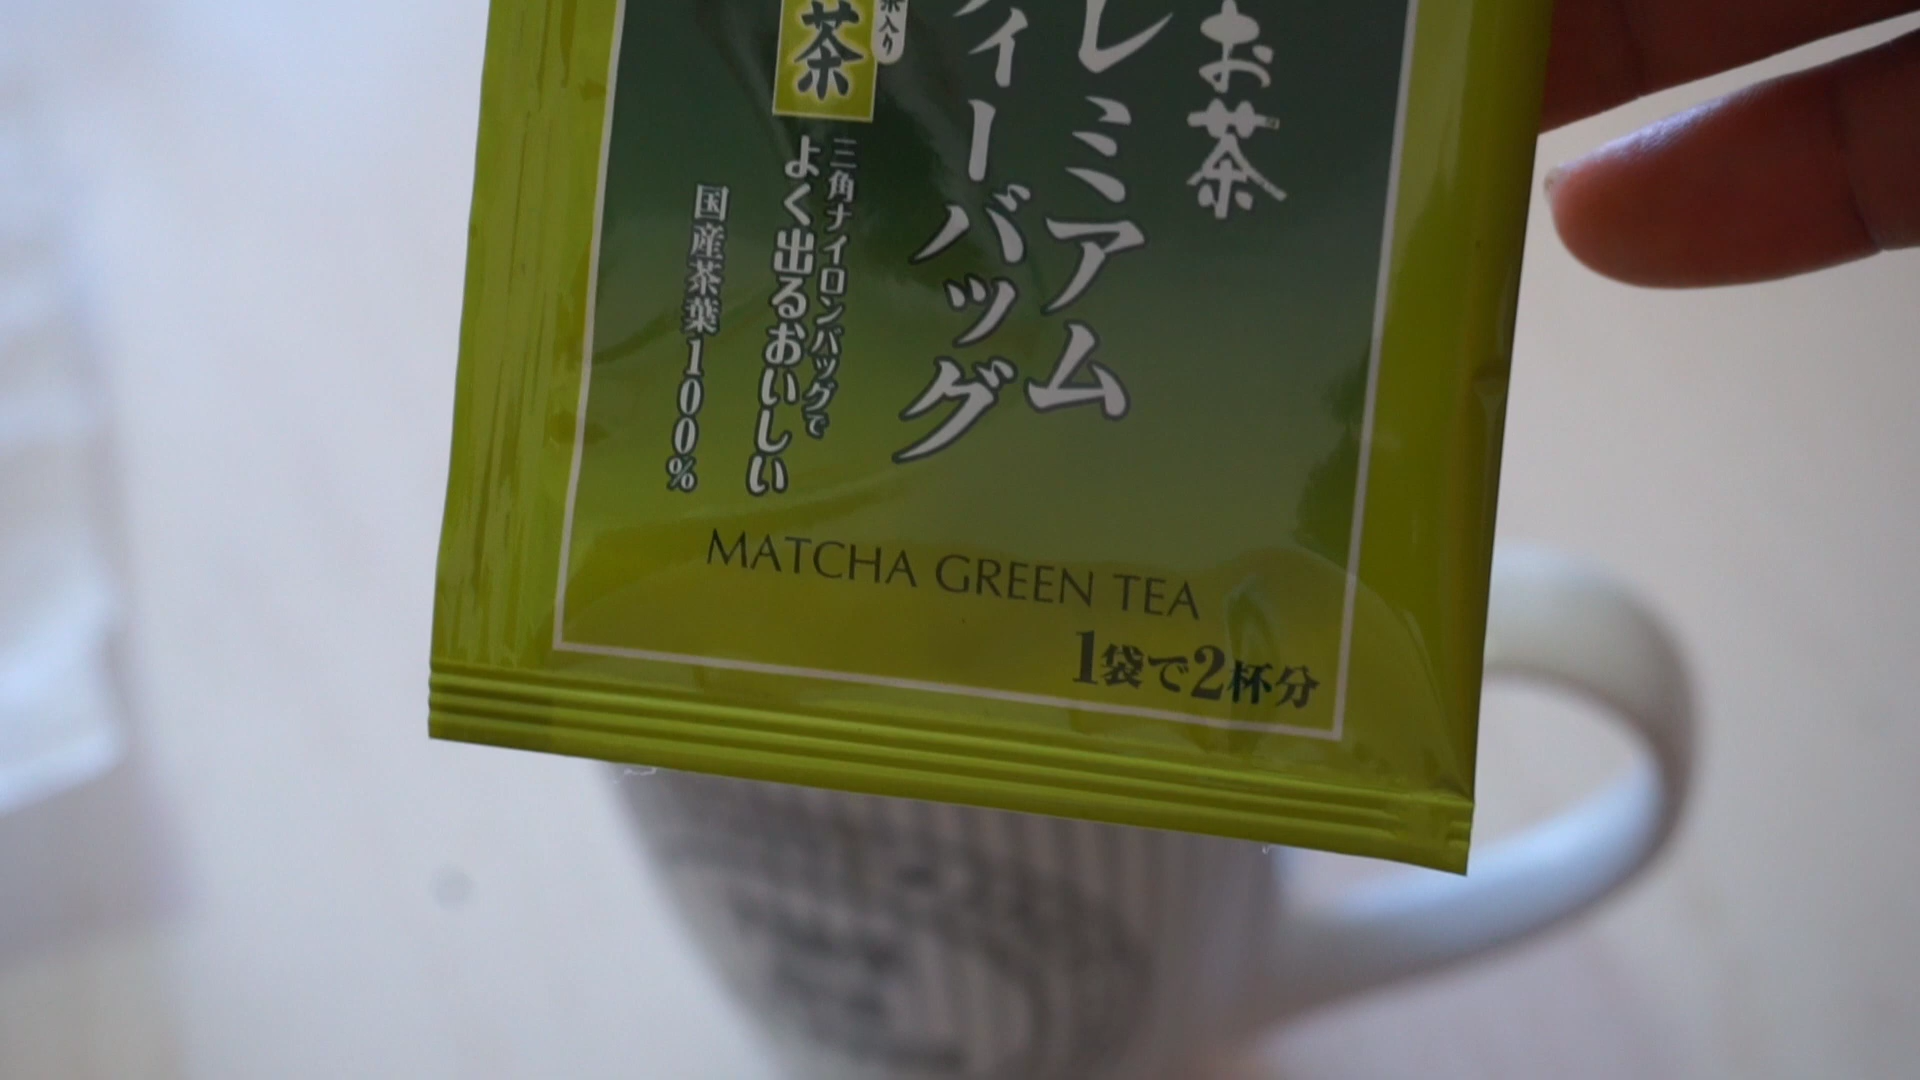 お茶
レミアム
ィーバッグ
茶
入り
三角ナイロンバッグで
よく出るおいしい
国産茶葉100%
MATCHA GREEN TEA
1袋で2杯分